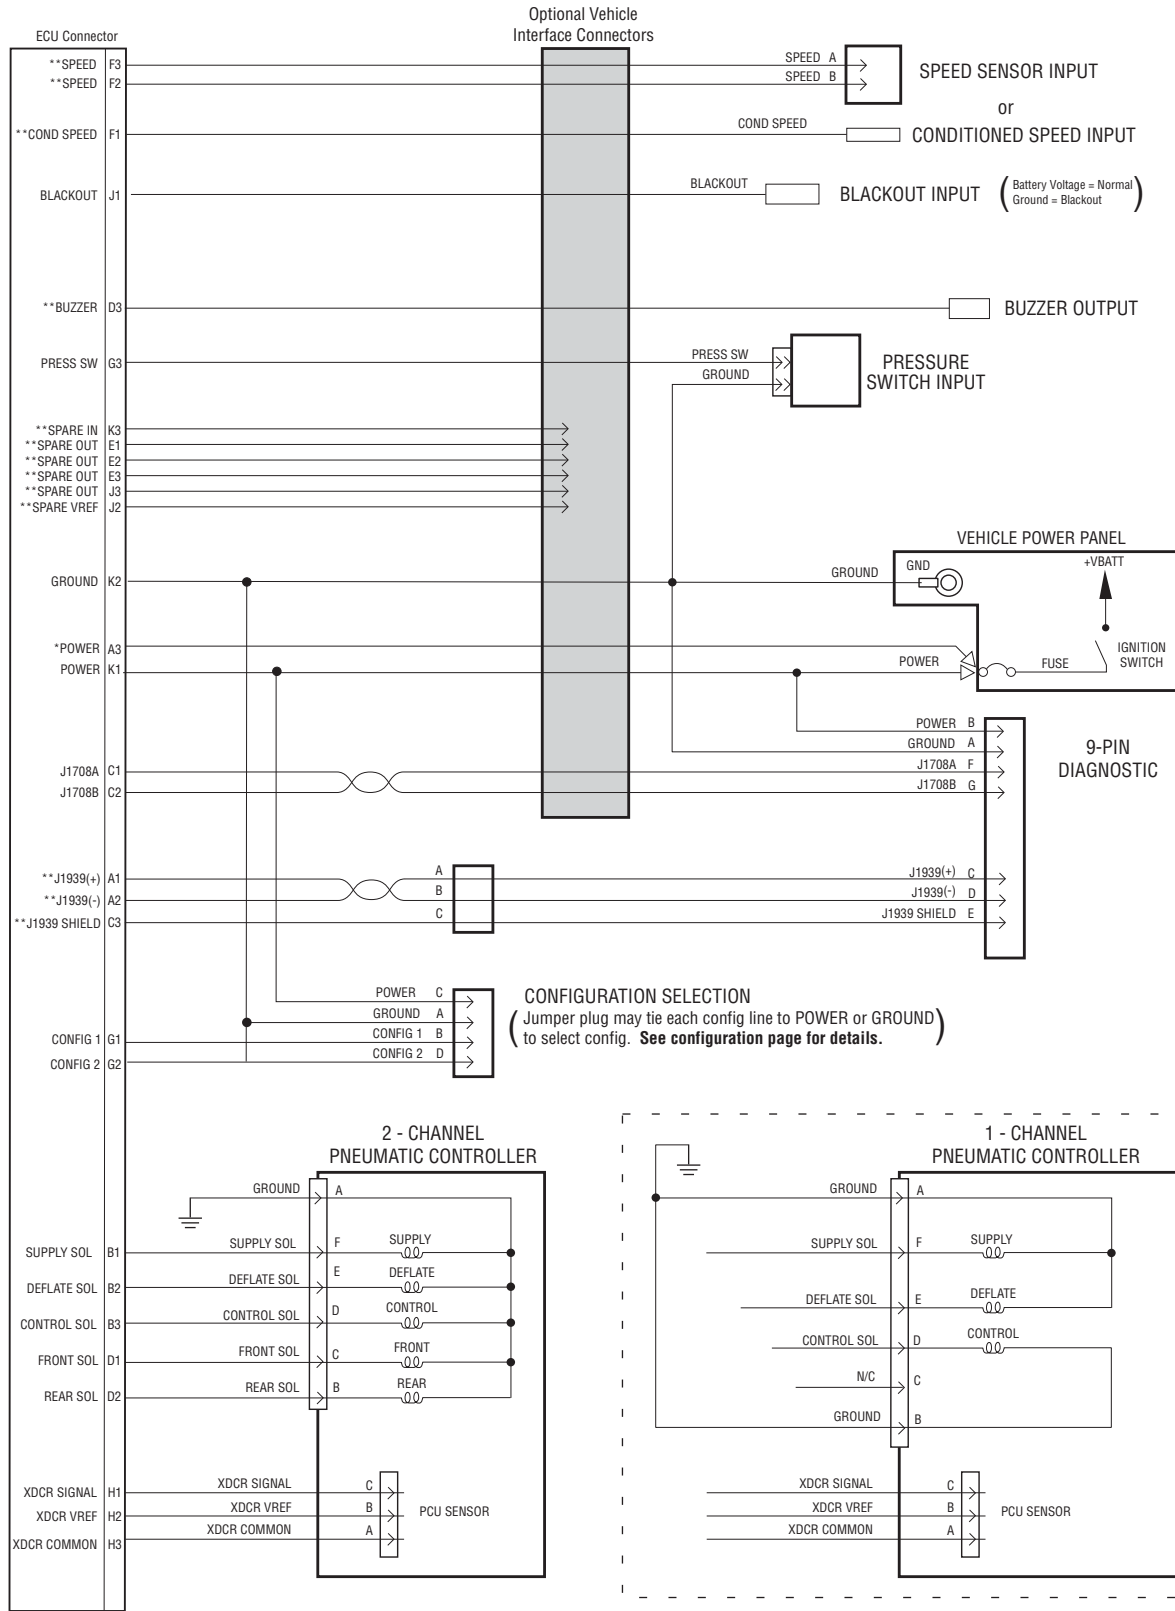 Optional Vehicle
Interface Connectors
ECU Connector
**SPEED F3
**SPEED F2
SPEED A
SPEED B
SPEED SENSOR INPUT
or
**COND SPEED F1
COND SPEED
CONDITIONED SPEED INPUT
BLACKOUT J1
BLACKOUT
BLACKOUT INPUT
(Battery Voltage = Normal
Ground = Blackout)
**BUZZER D3
BUZZER OUTPUT
PRESS SW G3
PRESS SW
GROUND
PRESSURE
SWITCH INPUT
**SPARE IN K3
**SPARE OUT E1
**SPARE OUT E2
**SPARE OUT E3
**SPARE OUT J3
**SPARE VREF J2
VEHICLE POWER PANEL
GROUND K2
GROUND
GND
+VBATT
*POWER A3
POWER K1
POWER
FUSE
IGNITION
SWITCH
POWER B
GROUND A
J1708A F
J1708B G
9-PIN
DIAGNOSTIC
J1708A C1
J1708B C2
**J1939(+) A1
**J1939(-) A2
**J1939 SHIELD C3
A
B
C
J1939(+) C
J1939(-) D
J1939 SHIELD E
POWER C
GROUND A
CONFIG 1 B
CONFIG 2 D
CONFIGURATION SELECTION
(Jumper plug may tie each config line to POWER or GROUND
to select config. See configuration page for details.)
CONFIG 1 G1
CONFIG 2 G2
2 - CHANNEL
PNEUMATIC CONTROLLER
GROUND A
SUPPLY SOL B1
SUPPLY SOL F SUPPLY
DEFLATE SOL B2
DEFLATE SOL E DEFLATE
CONTROL SOL B3
CONTROL SOL D CONTROL
FRONT SOL D1
FRONT SOL C FRONT
REAR SOL D2
REAR SOL B REAR
XDCR SIGNAL H1
XDCR VREF H2
XDCR COMMON H3
XDCR SIGNAL C
XDCR VREF B
XDCR COMMON A
PCU SENSOR
1 - CHANNEL
PNEUMATIC CONTROLLER
GROUND A
SUPPLY SOL F SUPPLY
DEFLATE SOL E DEFLATE
CONTROL SOL D CONTROL
N/C C
GROUND B
XDCR SIGNAL C
XDCR VREF B
XDCR COMMON A
PCU SENSOR